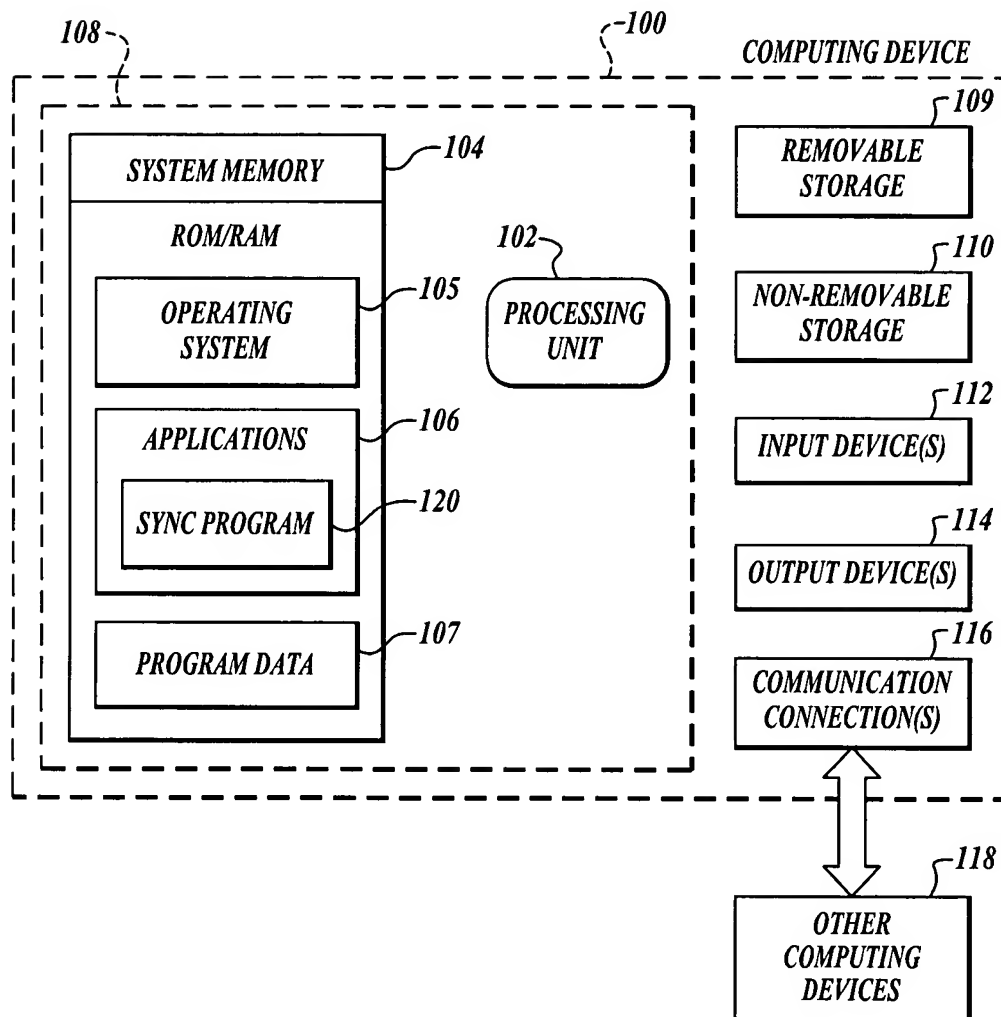 108
100
COMPUTING DEVICE
SYSTEM MEMORY
104
ROM/RAM
OPERATING
SYSTEM
105
APPLICATIONS
106
SYNC PROGRAM
120
PROGRAM DATA
107
102
PROCESSING
UNIT
109
REMOVABLE
STORAGE
110
NON-REMOVABLE
STORAGE
112
INPUT DEVICE(S)
114
OUTPUT DEVICE(S)
116
COMMUNICATION
CONNECTION(S)
118
OTHER
COMPUTING
DEVICES